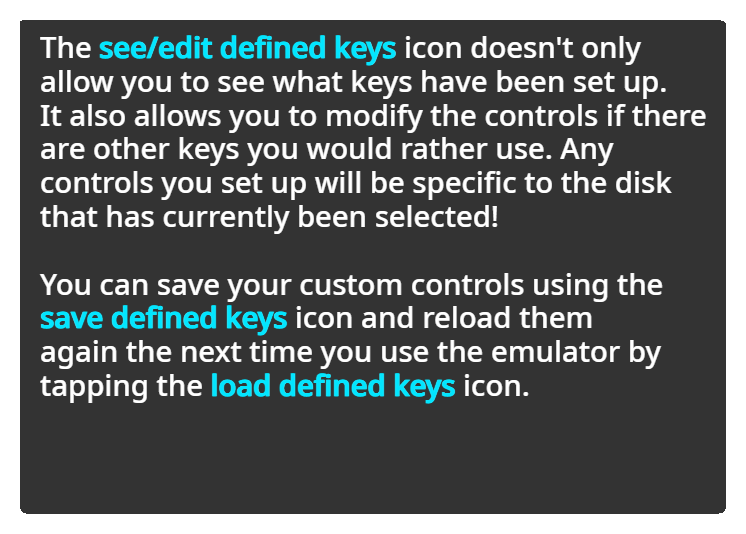 The see/edit defined keys icon doesn't only
allow you to see what keys have been set up.
It also allows you to modify the controls if there
are other keys you would rather use. Any
controls you set up will be specific to the disk
that has currently been selected!
You can save your custom controls using the
save defined keys icon and reload them
again the next time you use the emulator by
tapping the load defined keys icon.